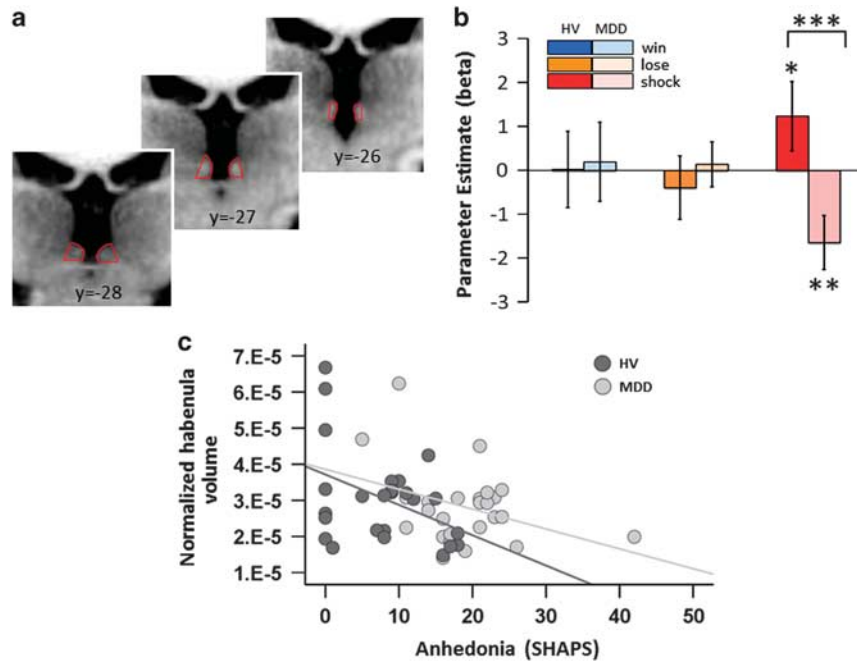 a
y=-26
y=-27
y=-28
b
HV MDD
win
lose
shock
***
*
**
Parameter Estimate (beta)
3
2
1
0
-1
-2
-3
c
HV
MDD
Normalized habenula
volume
7.E-5
6.E-5
5.E-5
4.E-5
3.E-5
2.E-5
1.E-5
0 10 20 30 40 50
Anhedonia (SHAPS)